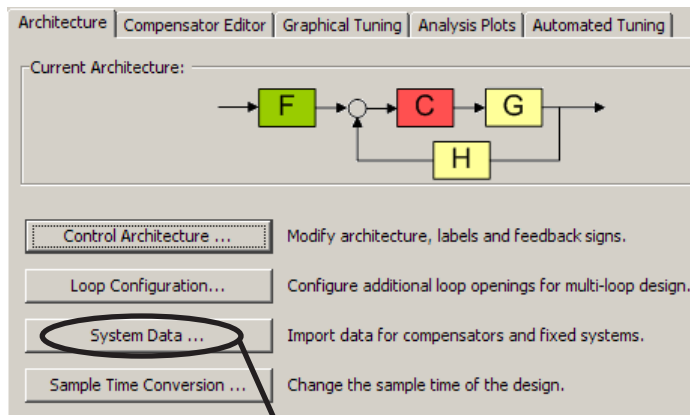 Architecture Compensator Editor Graphical Tuning Analysis Plots Automated Tuning
Current Architecture:
F C G
H
Control Architecture ... Modify architecture, labels and feedback signs.
Loop Configuration... Configure additional loop openings for multi-loop design.
System Data ... Import data for compensators and fixed systems.
Sample Time Conversion ... Change the sample time of the design.